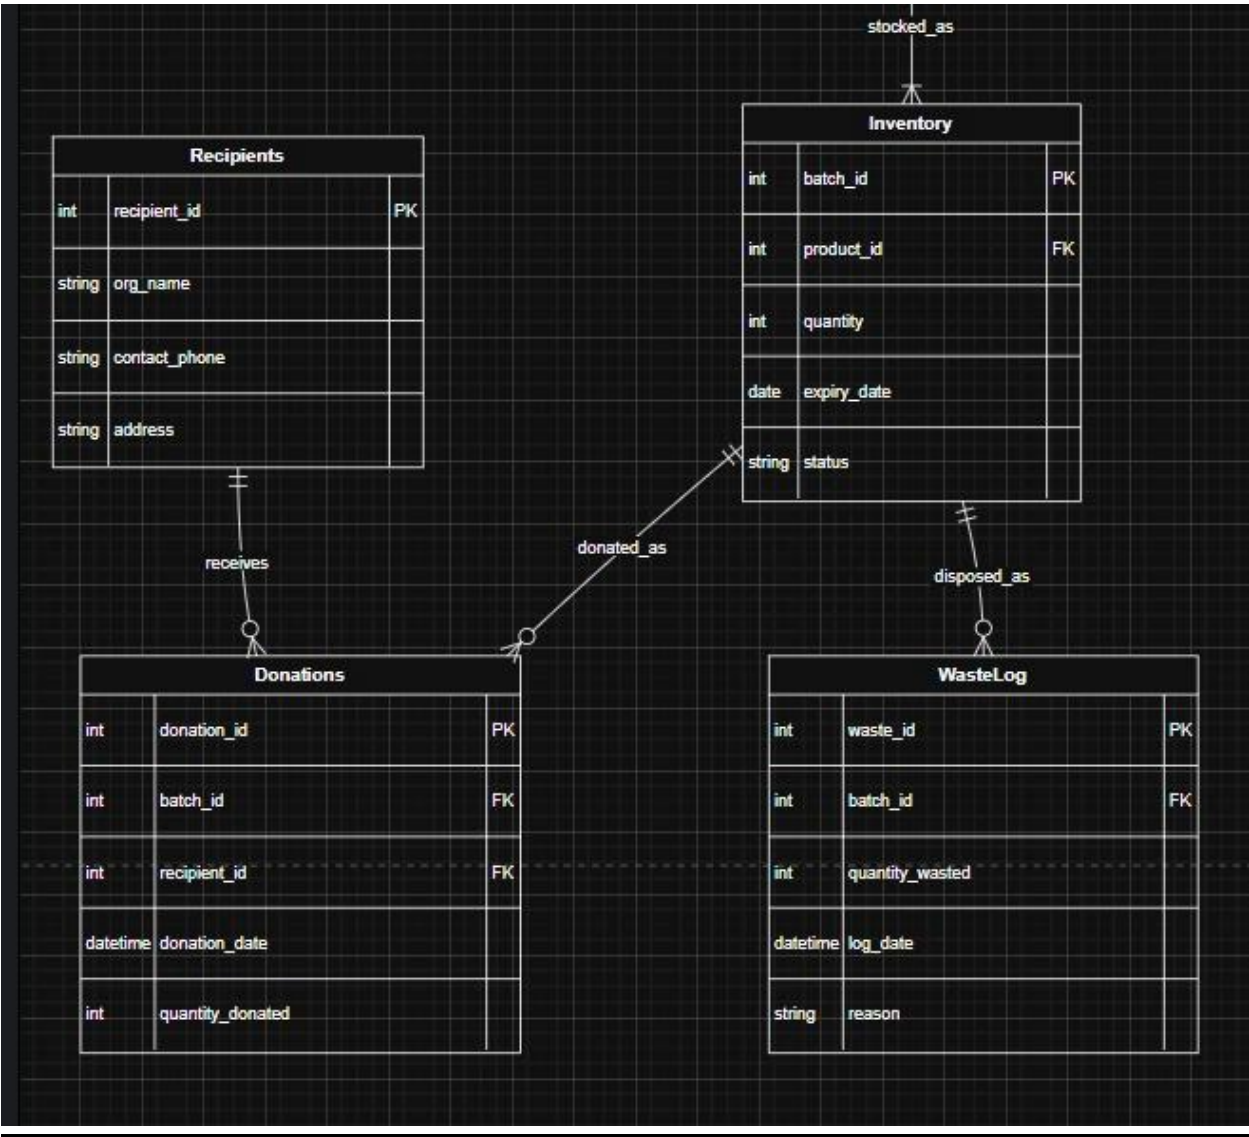 stocked_as
Inventory
int batch_id PK
int product_id FK
int quantity
date expiry_date
string status
Recipients
int recipient_id PK
string org_name
string contact_phone
string address
receives
donated_as
disposed_as
Donations
int donation_id PK
int batch_id FK
int recipient_id FK
datetime donation_date
int quantity_donated
WasteLog
int waste_id PK
int batch_id FK
int quantity_wasted
datetime log_date
string reason